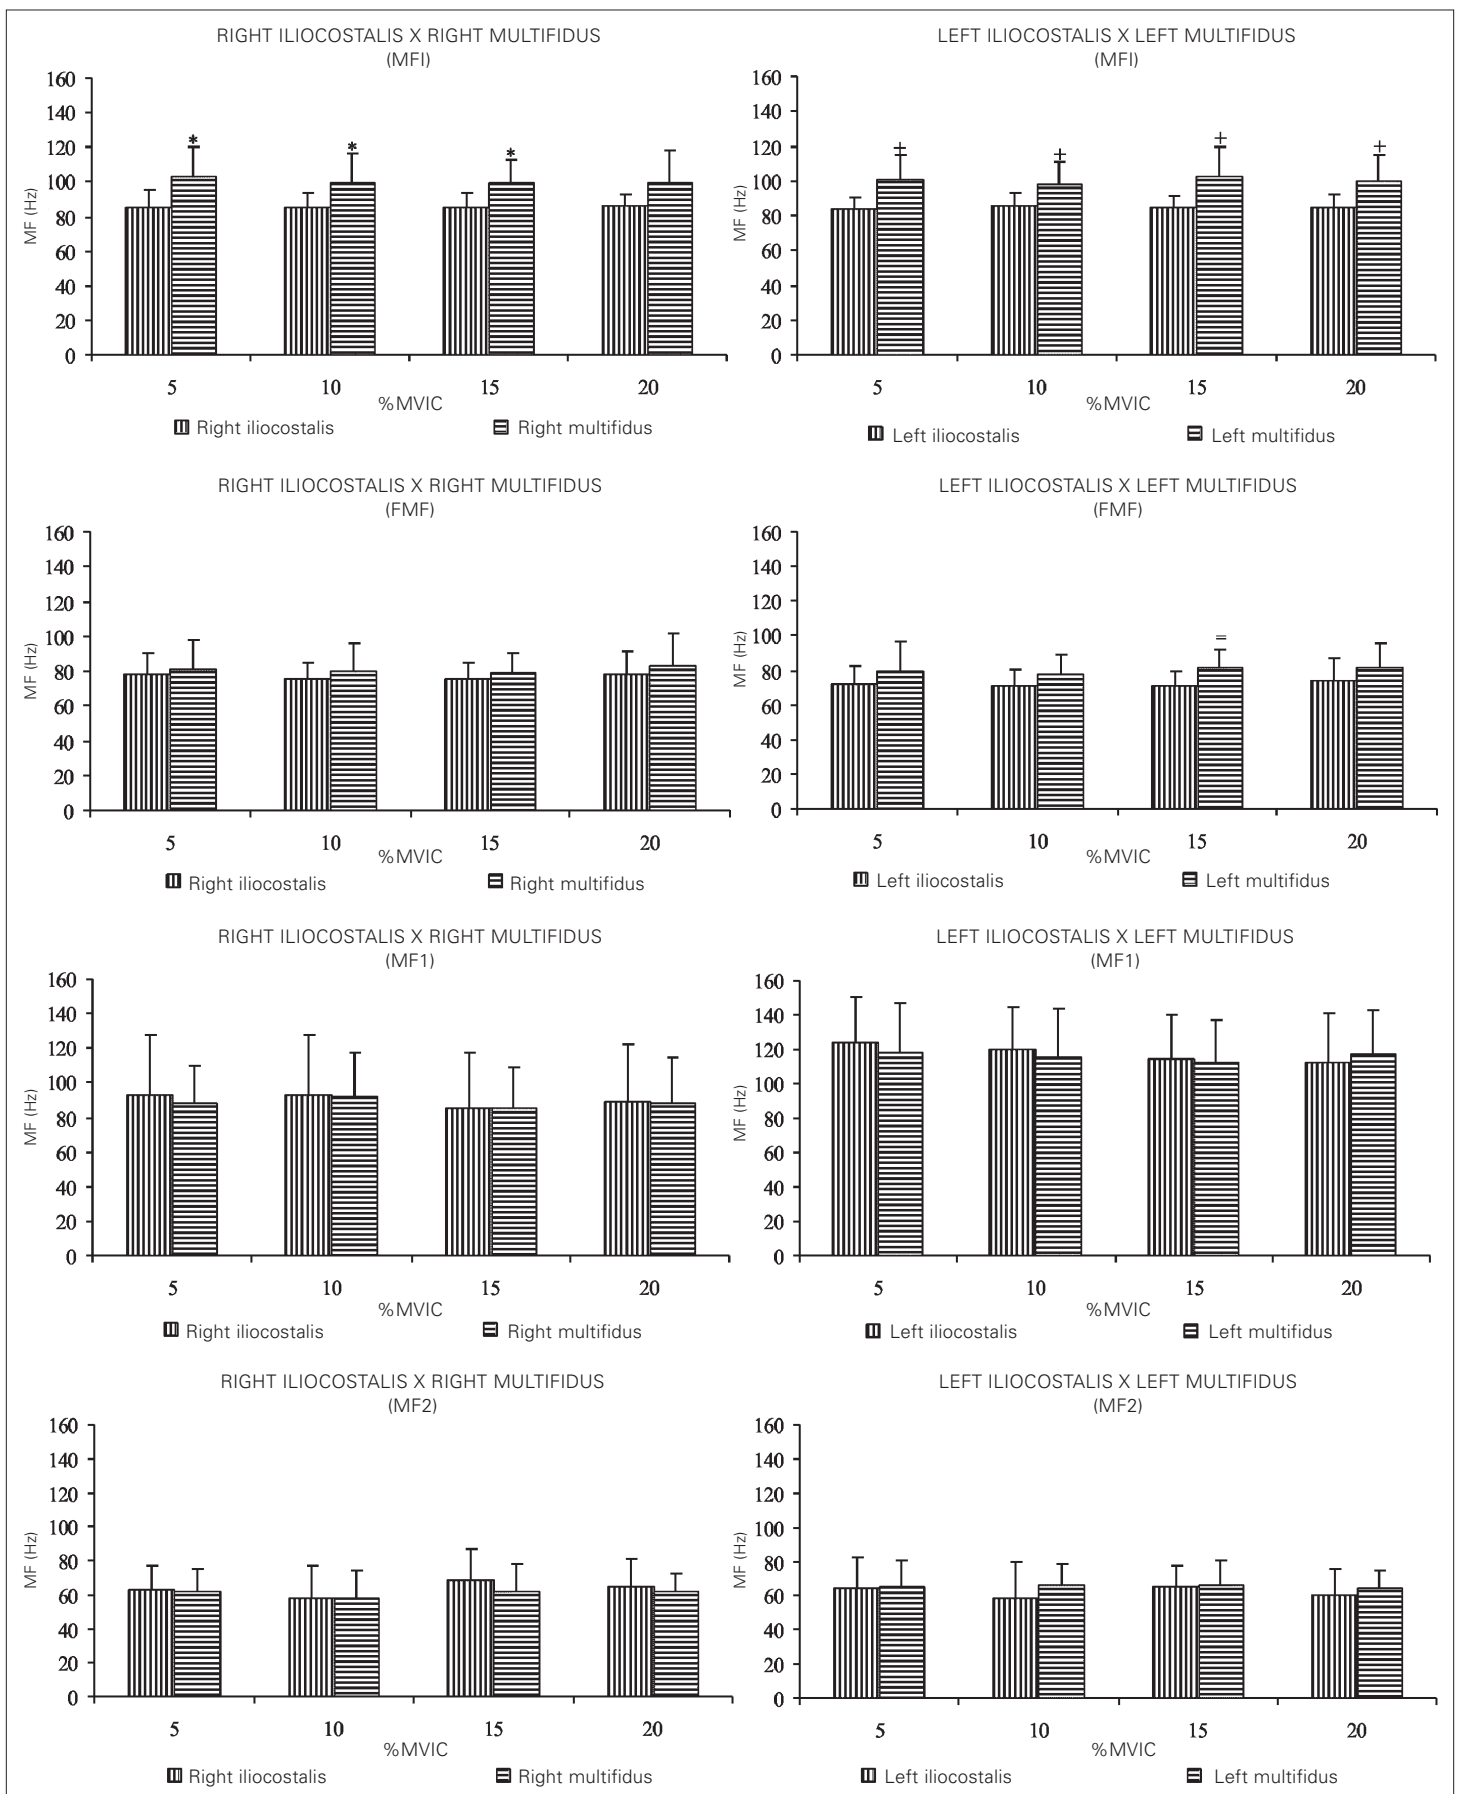 RIGHT ILIOCOSTALIS X RIGHT MULTIFIDUS
(MFI)
160
140
120
100
80
60
40
20
0
MF (Hz)
*
*
*
5
10
15
20
%MVIC
Right iliocostalis
Right multifidus
LEFT ILIOCOSTALIS X LEFT MULTIFIDUS
(MFI)
160
140
120
100
80
60
40
20
0
MF (Hz)
+
+
+
+
5
10
15
20
%MVIC
Left iliocostalis
Left multifidus
RIGHT ILIOCOSTALIS X RIGHT MULTIFIDUS
(FMF)
160
140
120
100
80
60
40
20
0
MF (Hz)
5
10
15
20
%MVIC
Right iliocostalis
Right multifidus
LEFT ILIOCOSTALIS X LEFT MULTIFIDUS
(FMF)
160
140
120
100
80
60
40
20
0
MF (Hz)
=
5
10
15
20
%MVIC
Left iliocostalis
Left multifidus
RIGHT ILIOCOSTALIS X RIGHT MULTIFIDUS
(MF1)
160
140
120
100
80
60
40
20
0
MF (Hz)
5
10
15
20
%MVIC
Right iliocostalis
Right multifidus
LEFT ILIOCOSTALIS X LEFT MULTIFIDUS
(MF1)
160
140
120
100
80
60
40
20
0
MF (Hz)
5
10
15
20
%MVIC
Left iliocostalis
Left multifidus
RIGHT ILIOCOSTALIS X RIGHT MULTIFIDUS
(MF2)
160
140
120
100
80
60
40
20
0
MF (Hz)
5
10
15
20
%MVIC
Right iliocostalis
Right multifidus
LEFT ILIOCOSTALIS X LEFT MULTIFIDUS
(MF2)
160
140
120
100
80
60
40
20
0
MF (Hz)
5
10
15
20
%MVIC
Left iliocostalis
Left multifidus